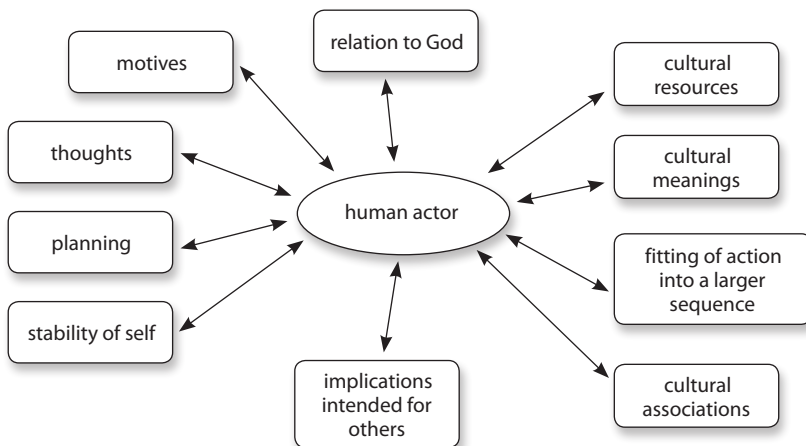 relation to God
motives
cultural
resources
thoughts
cultural
meanings
human actor
planning
fitting of action
into a larger
sequence
stability of self
implications
intended for
others
cultural
associations